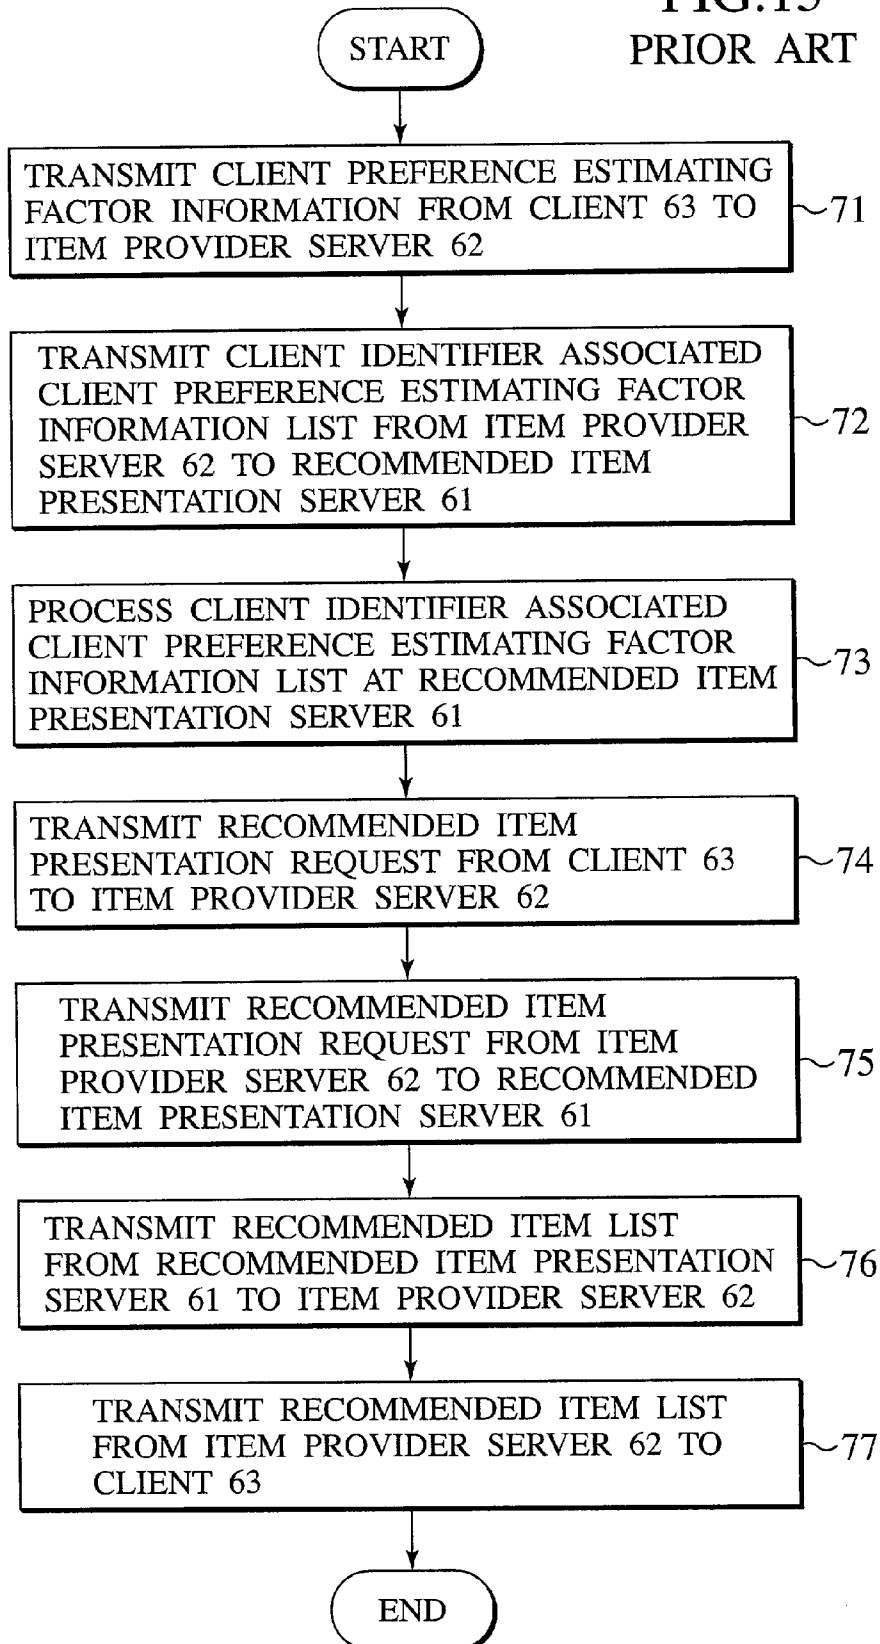 FIG.15
START
PRIOR ART
TRANSMIT CLIENT PREFERENCE ESTIMATING
FACTOR INFORMATION FROM CLIENT 63 TO
ITEM PROVIDER SERVER 62
71
TRANSMIT CLIENT IDENTIFIER ASSOCIATED
CLIENT PREFERENCE ESTIMATING FACTOR
INFORMATION LIST FROM ITEM PROVIDER
SERVER 62 TO RECOMMENDED ITEM
PRESENTATION SERVER 61
72
PROCESS CLIENT IDENTIFIER ASSOCIATED
CLIENT PREFERENCE ESTIMATING FACTOR
INFORMATION LIST AT RECOMMENDED ITEM
PRESENTATION SERVER 61
73
TRANSMIT RECOMMENDED ITEM
PRESENTATION REQUEST FROM CLIENT 63
TO ITEM PROVIDER SERVER 62
74
TRANSMIT RECOMMENDED ITEM
PRESENTATION REQUEST FROM ITEM
PROVIDER SERVER 62 TO RECOMMENDED
ITEM PRESENTATION SERVER 61
75
TRANSMIT RECOMMENDED ITEM LIST
FROM RECOMMENDED ITEM PRESENTATION
SERVER 61 TO ITEM PROVIDER SERVER 62
76
TRANSMIT RECOMMENDED ITEM LIST
FROM ITEM PROVIDER SERVER 62 TO
CLIENT 63
77
END